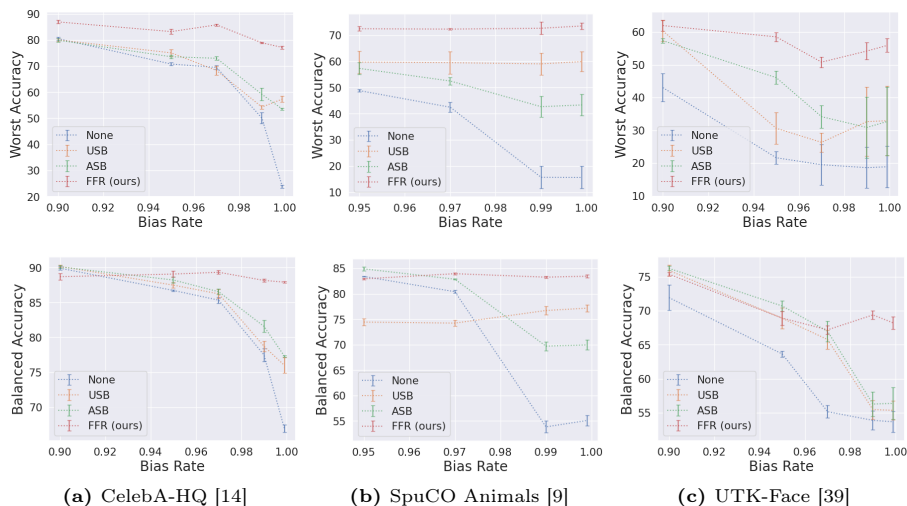 90
80
70
60
50
40
30
20
Worst Accuracy
None
USB
ASB
FFR (ours)
0.90 0.92 0.94 0.96 0.98 1.00
Bias Rate
70
60
50
40
30
20
10
Worst Accuracy
None
USB
ASB
FFR (ours)
0.95 0.96 0.97 0.98 0.99 1.00
Bias Rate
60
50
40
30
20
10
Worst Accuracy
None
USB
ASB
FFR (ours)
0.90 0.92 0.94 0.96 0.98 1.00
Bias Rate
90
85
80
75
70
Balanced Accuracy
None
USB
ASB
FFR (ours)
0.90 0.92 0.94 0.96 0.98 1.00
Bias Rate
85
80
75
70
65
60
55
Balanced Accuracy
None
USB
ASB
FFR (ours)
0.95 0.96 0.97 0.98 0.99 1.00
Bias Rate
75
70
65
60
55
Balanced Accuracy
None
USB
ASB
FFR (ours)
0.90 0.92 0.94 0.96 0.98 1.00
Bias Rate
(a) CelebA-HQ [14]
(b) SpuCO Animals [9]
(c) UTK-Face [39]